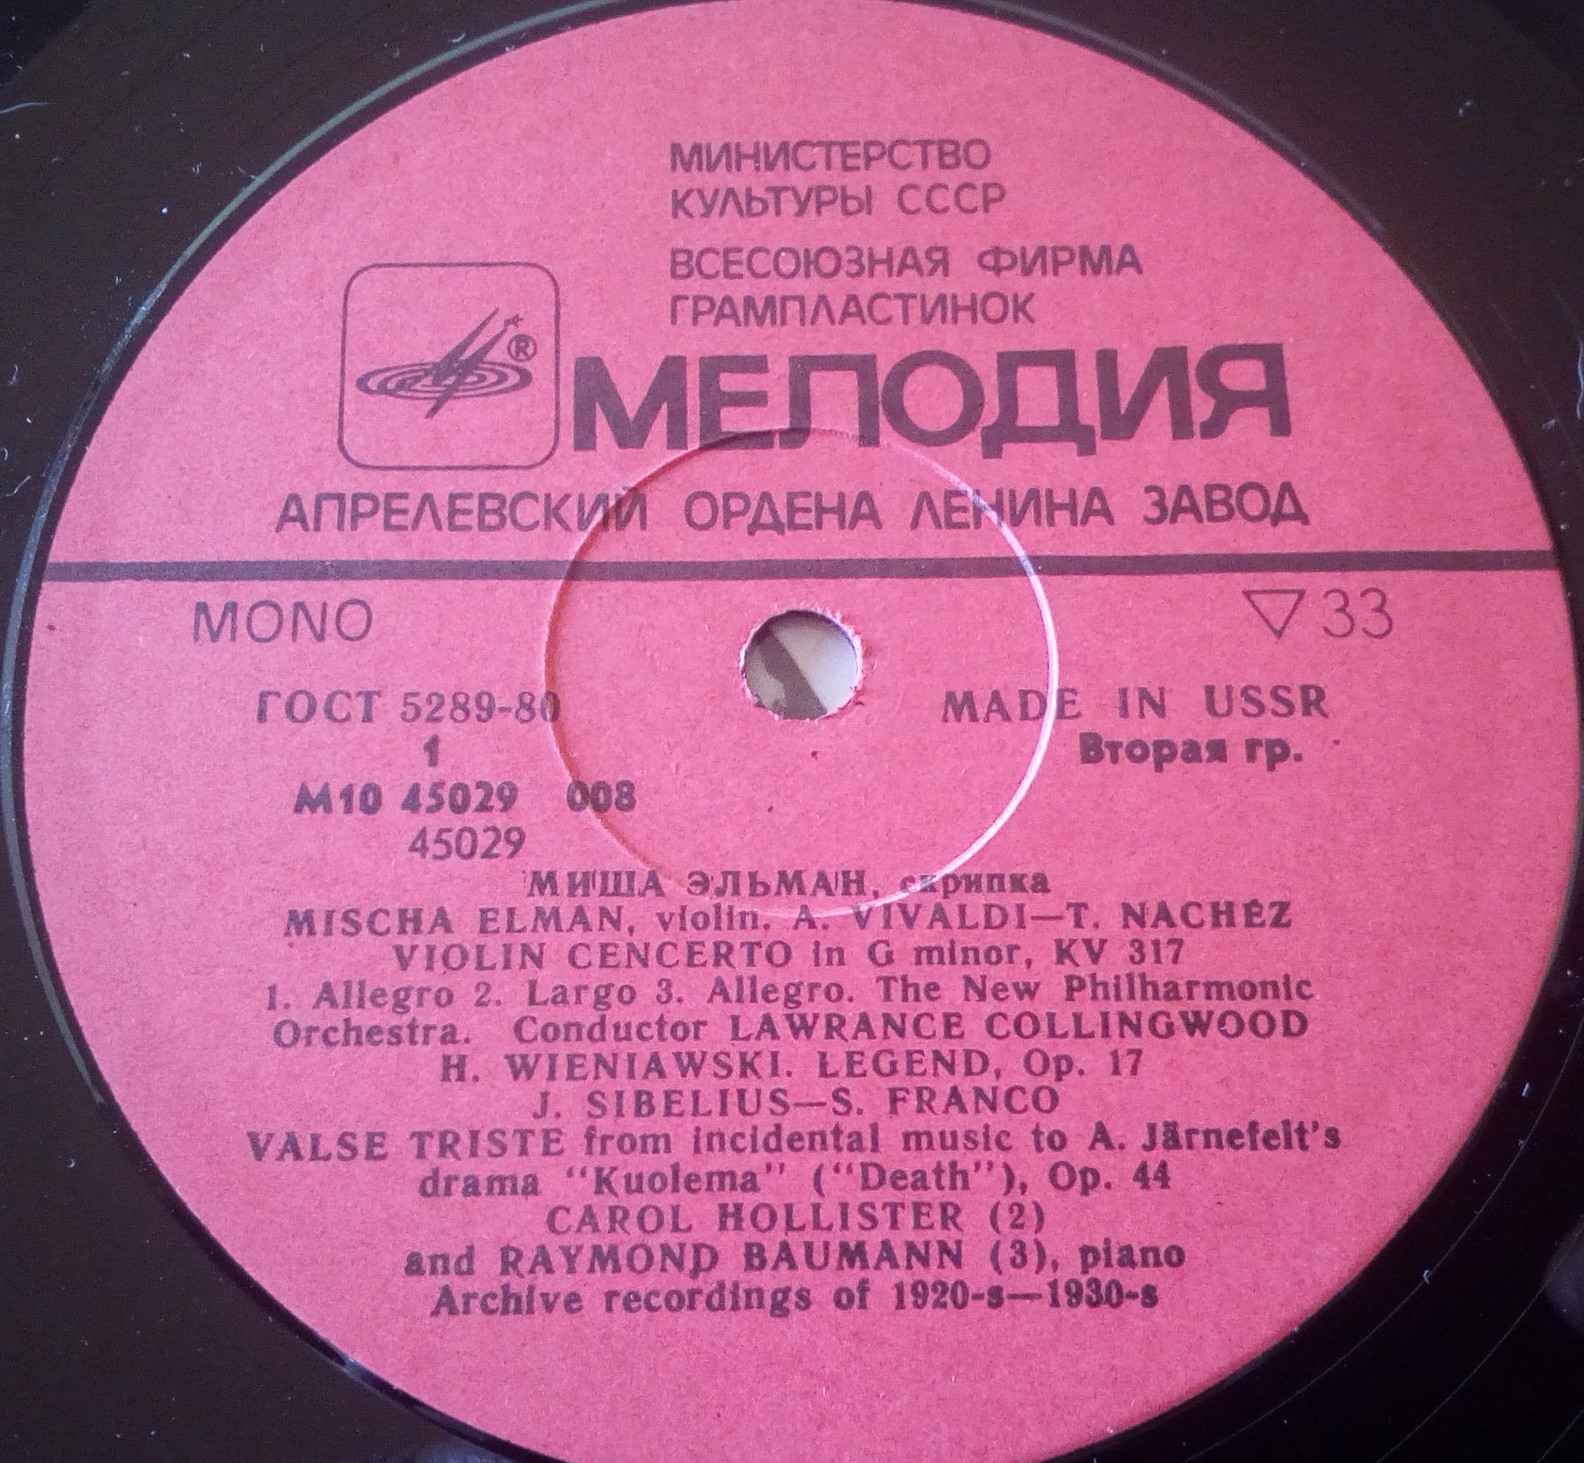 МИНИСТЕРСТВО
КУЛЬТУРЫ СССР
ВСЕСОЮЗНАЯ ФИРМА
ГРАМПЛАСТИНОК
®
МЕЛОДИЯ
АПРЕЛЕВСКИЙ ОРДЕНА ЛЕНИНА ЗАВОД
MONO
▽33
ГОСТ 5289-80
MADE IN USSR
1
Вторая гр.
М10 45029 008
45029
МИША ЭЛЬМАН, скрипка
MISCHA ELMAN, violin. A. VIVALDI—T. NACHÉZ
VIOLIN CENCERTO in G minor, KV 317
1. Allegro 2. Largo 3. Allegro. The New Philharmonic
Orchestra. Conductor LAWRANCE COLLINGWOOD
H. WIENIAWSKI. LEGEND, Op. 17
J. SIBELIUS—S. FRANCO
VALSE TRISTE from incidental music to A. Järnefelt's
drama "Kuolema" ("Death"), Op. 44
CAROL HOLLISTER (2)
and RAYMOND BAUMANN (3), piano
Archive recordings of 1920-s—1930-s